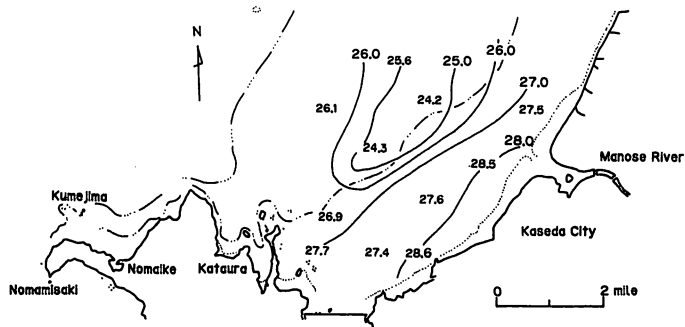 N
26.0
25.6
25.0
26.0
27.0
26.1
24.2
27.5
24.3
28.0
28.5
Manose River
Kumejima
27.6
26.9
Kaseda City
27.7
27.4
28.6
Nomaike
Kataura
Nomamisaki
0
2 mile